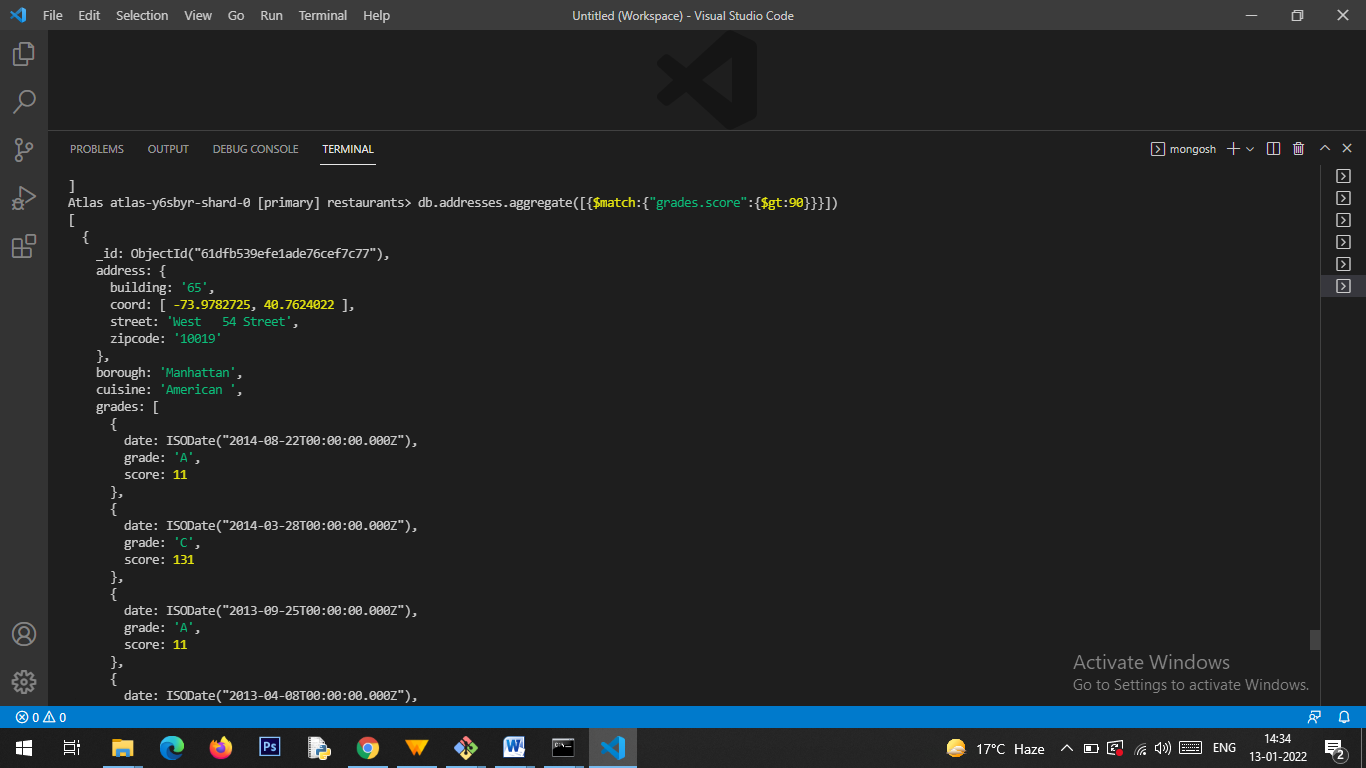 File Edit Selection View Go Run Terminal Help Untitled (Workspace) - Visual Studio Code
PROBLEMS OUTPUT DEBUG CONSOLE TERMINAL mongosh
]
Atlas atlas-y6sbyr-shard-0 [primary] restaurants> db.addresses.aggregate([{$match:{"grades.score":{$gt:90}}}])
[
{
_id: ObjectId("61dfb539efe1ade76cef7c77"),
address: {
building: '65',
coord: [ -73.9782725, 40.7624022 ],
street: 'West   54 Street',
zipcode: '10019'
},
borough: 'Manhattan',
cuisine: 'American ',
grades: [
{
date: ISODate("2014-08-22T00:00:00.000Z"),
grade: 'A',
score: 11
},
{
date: ISODate("2014-03-28T00:00:00.000Z"),
grade: 'C',
score: 131
},
{
date: ISODate("2013-09-25T00:00:00.000Z"),
grade: 'A',
score: 11
},
{
date: ISODate("2013-04-08T00:00:00.000Z"),
Activate Windows
Go to Settings to activate Windows.
0 0
Ps W 17°C Haze ENG 14:34
13-01-2022 2